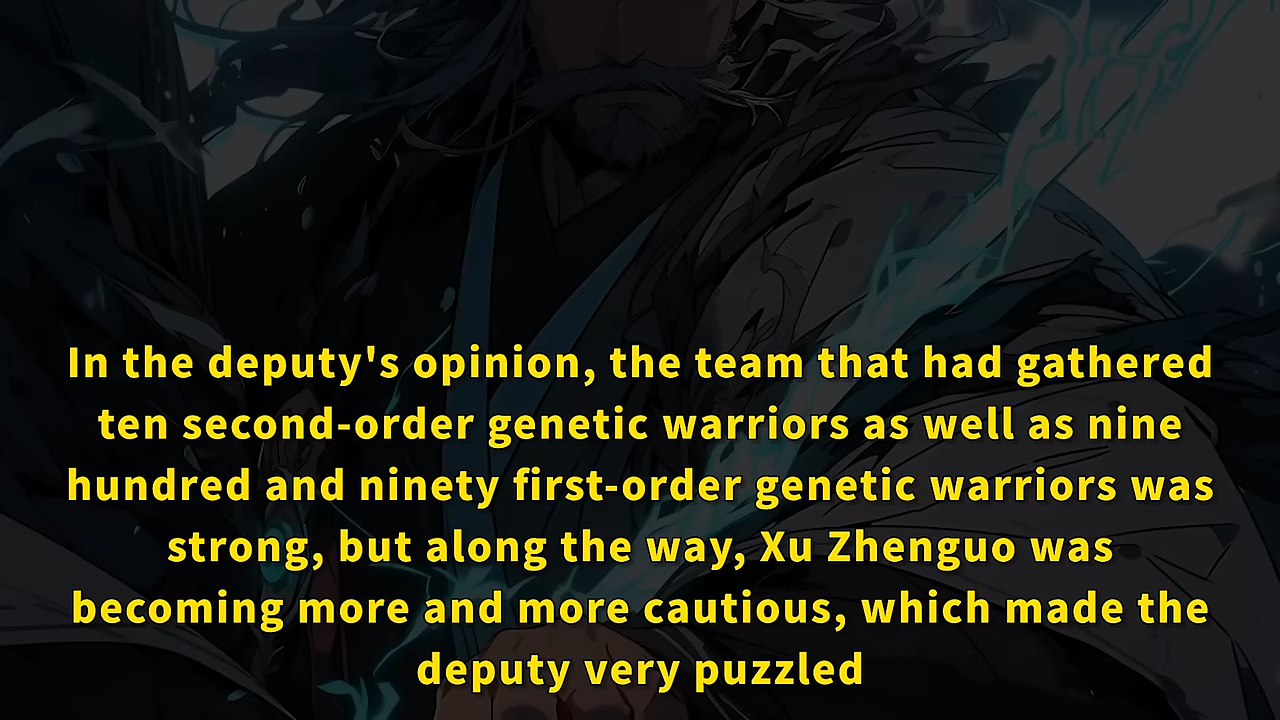 In the deputy's opinion, the team that had gathered
ten second-order genetic warriors as well as nine
hundred and ninety first-order genetic warriors was
strong, but along the way, Xu Zhenguo was
becoming more and more cautious, which made the
deputy very puzzled